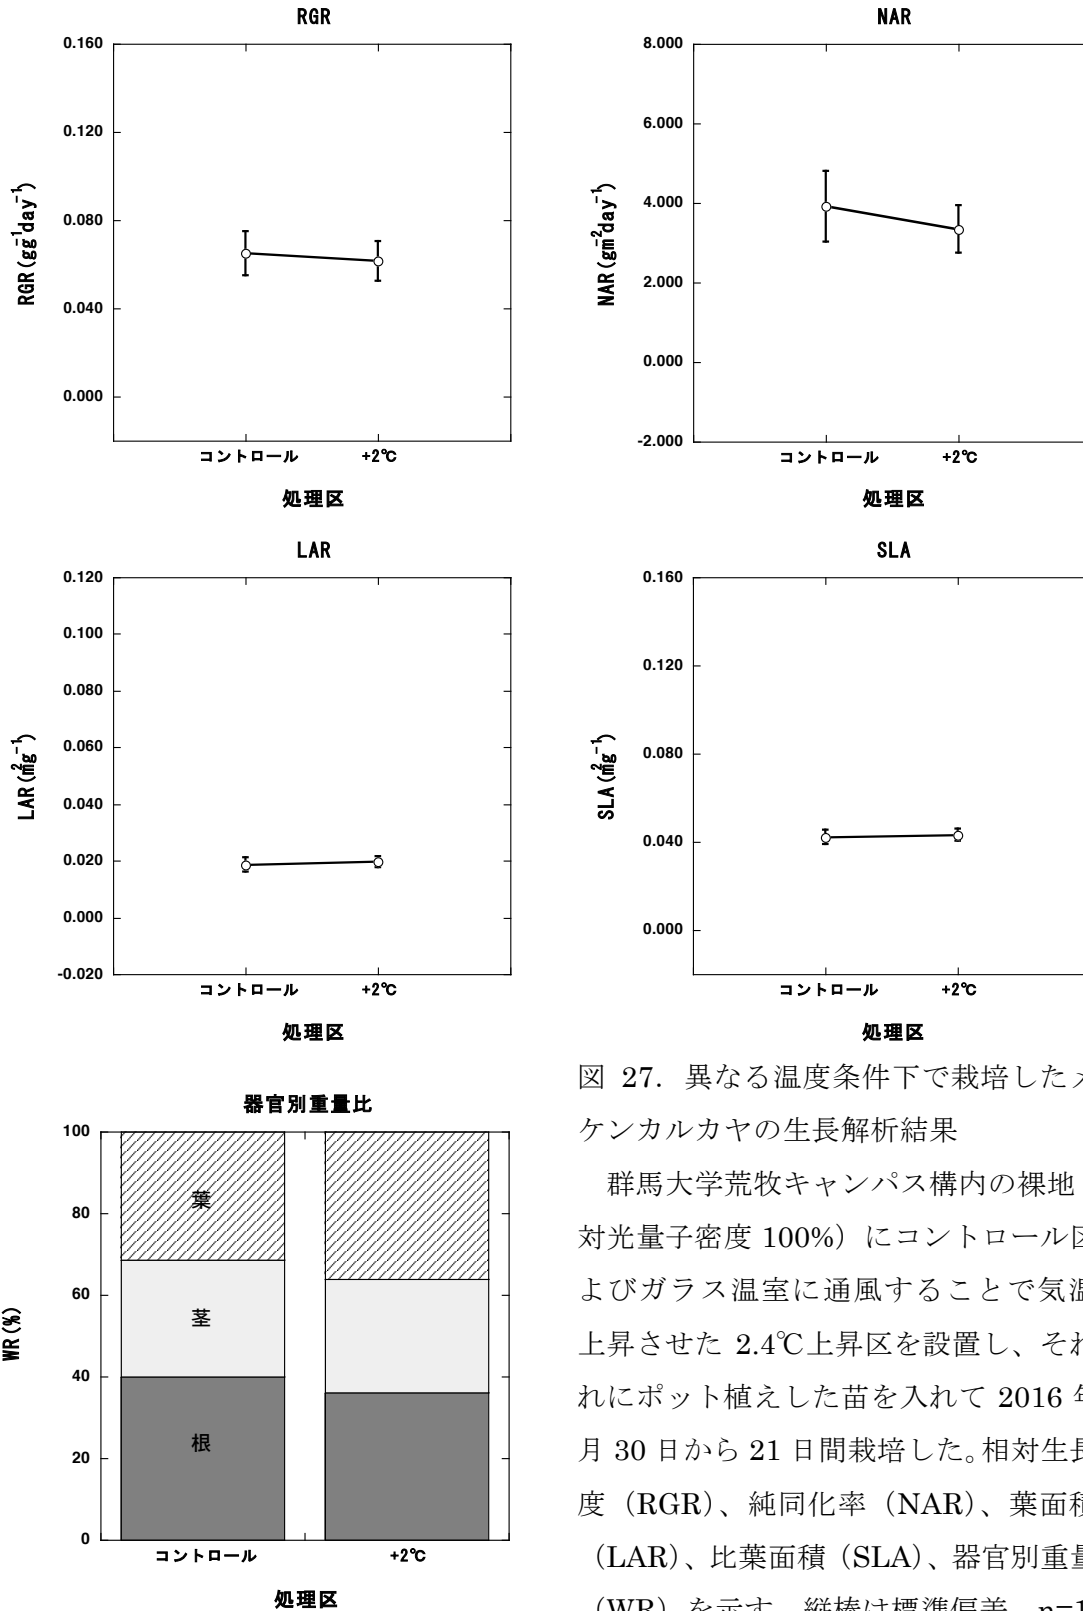 RGR
0.160
0.120
0.080
0.040
0.000
RGR(gg⁻¹day⁻¹)
コントロール +2℃
処理区
NAR
8.000
6.000
4.000
2.000
0.000
-2.000
NAR(gm⁻²day⁻¹)
コントロール +2℃
処理区
LAR
0.120
0.100
0.080
0.060
0.040
0.020
0.000
-0.020
LAR(m²g⁻¹)
コントロール +2℃
処理区
SLA
0.160
0.120
0.080
0.040
0.000
SLA(m²g⁻¹)
コントロール +2℃
処理区
器官別重量比
100
80
60
40
20
0
WR(%)
葉
茎
根
コントロール +2℃
処理区
図 27. 異なる温度条件下で栽培したメ
ケンカルカヤの生長解析結果
群馬大学荒牧キャンパス構内の裸地
対光量子密度 100%）にコントロール区
よびガラス温室に通風することで気温
上昇させた 2.4℃上昇区を設置し、それ
れにポット植えした苗を入れて 2016 年
月 30 日から 21 日間栽培した。相対生長
度（RGR）、純同化率（NAR）、葉面積
（LAR）、比葉面積（SLA）、器官別重量
（WR）を示す。縦棒は標準偏差。n=1